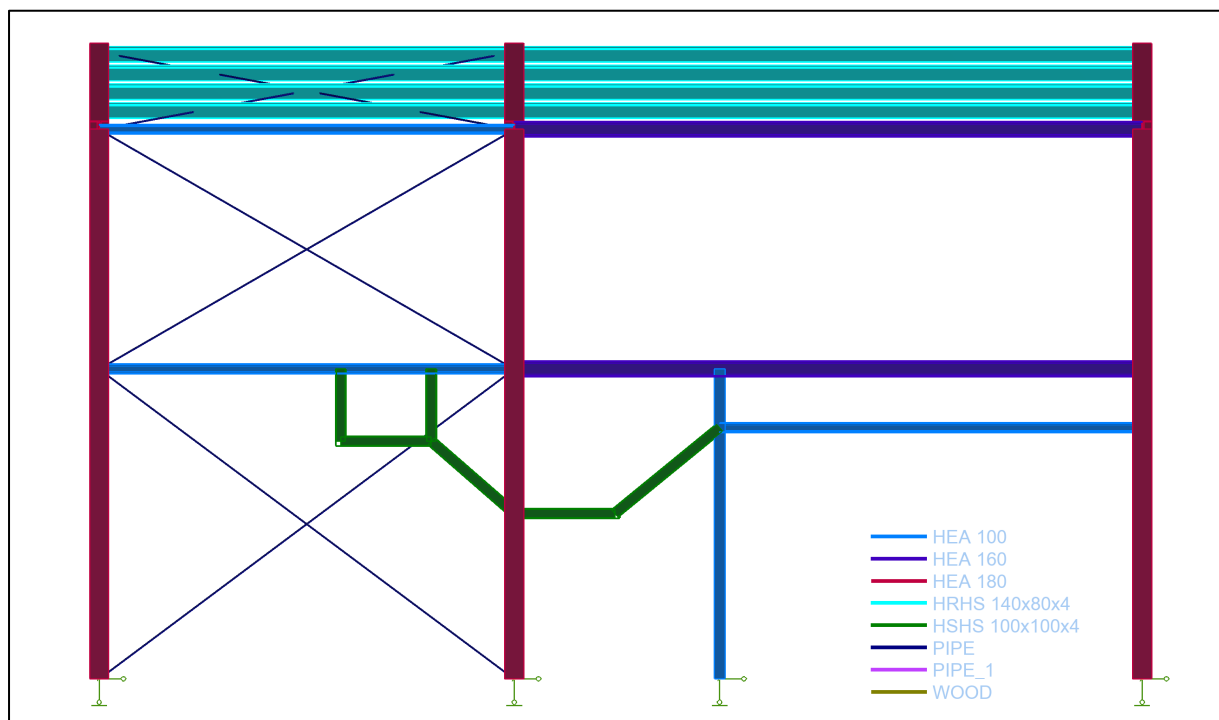 HEA 100
HEA 160
HEA 180
HRHS 140x80x4
HSHS 100x100x4
PIPE
PIPE_1
WOOD